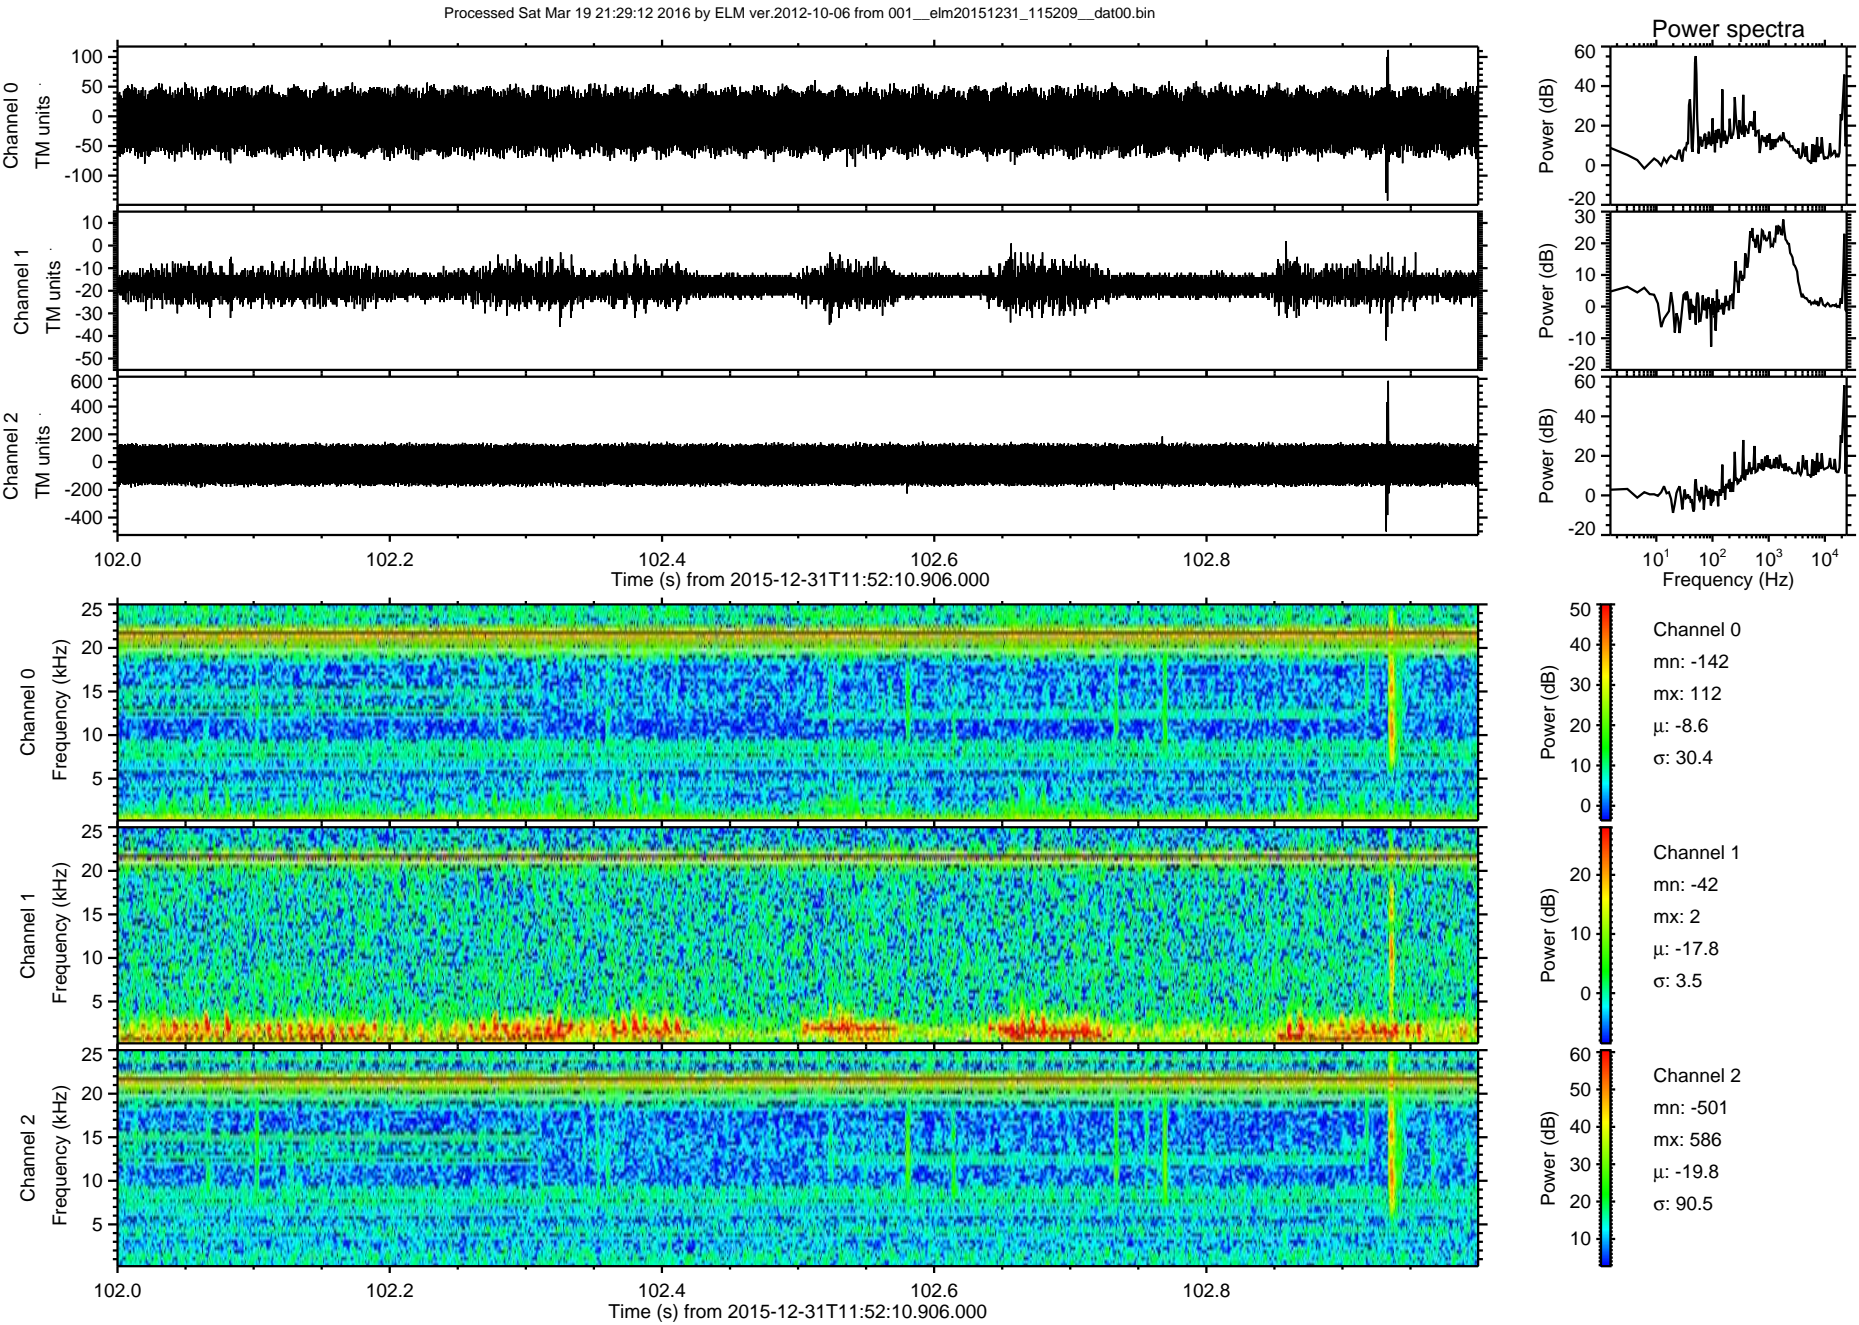 Processed Sat Mar 19 21:29:12 2016 by ELM ver.2012-10-06 from 001__elm20151231_115209__dat00.bin
Power spectra
Channel 0
TM units
100
50
0
-50
-100
Power (dB)
60
40
20
0
-20
Channel 1
TM units
10
0
-10
-20
-30
-40
-50
Power (dB)
30
20
10
0
-10
-20
Channel 2
TM units
600
400
200
0
-200
-400
Power (dB)
60
40
20
0
-20
102.0 102.2 102.4 102.6 102.8
Time (s) from 2015-12-31T11:52:10.906.000
10¹ 10² 10³ 10⁴
Frequency (Hz)
Channel 0
Frequency (kHz)
25
20
15
10
5
Power (dB)
50
40
30
20
10
0
Channel 0
mn: -142
mx: 112
µ: -8.6
σ: 30.4
Channel 1
Frequency (kHz)
25
20
15
10
5
Power (dB)
20
10
0
Channel 1
mn: -42
mx: 2
µ: -17.8
σ: 3.5
Channel 2
Frequency (kHz)
25
20
15
10
5
Power (dB)
60
50
40
30
20
10
Channel 2
mn: -501
mx: 586
µ: -19.8
σ: 90.5
102.0 102.2 102.4 102.6 102.8
Time (s) from 2015-12-31T11:52:10.906.000